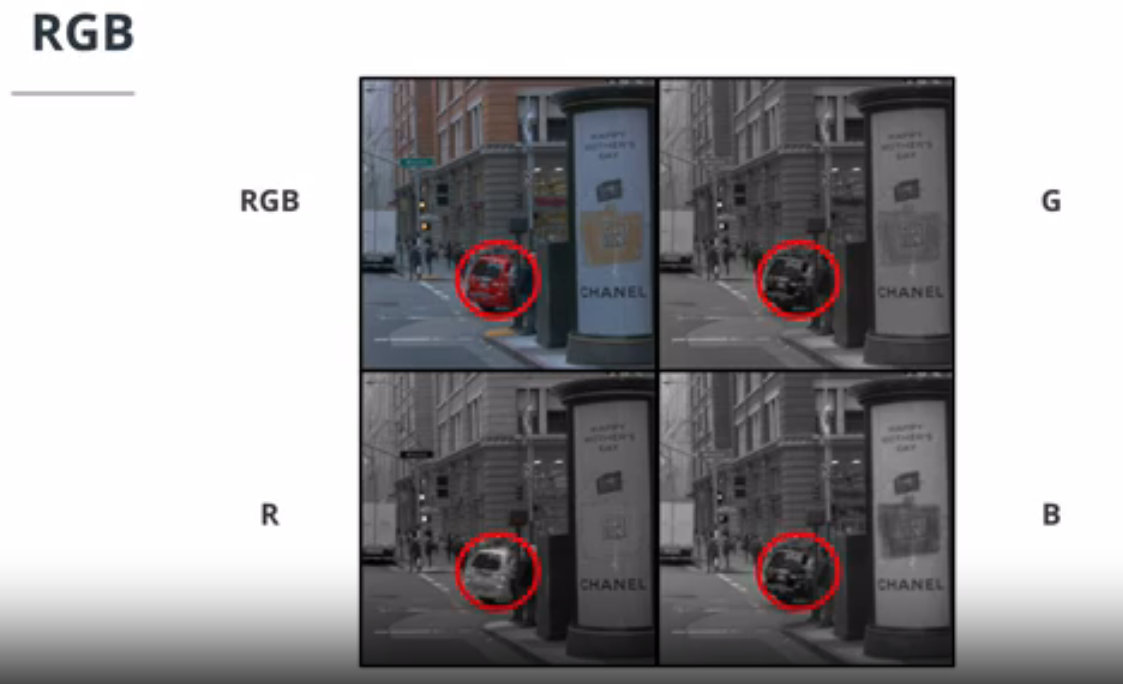 RGB
RGB
G
HAPPY
MOTHER'S
DAY
CHANEL
HAPPY
MOTHER'S
DAY
CHANEL
R
B
HAPPY
MOTHER'S
DAY
CHANEL
HAPPY
MOTHER'S
DAY
CHANEL